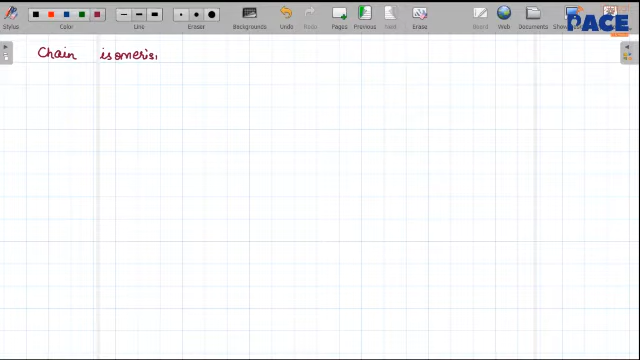 Stylus Color Line Eraser Backgrounds Undo Redo Pages Previous Next Erase Board Web Documents
PACE
Chain isomeris